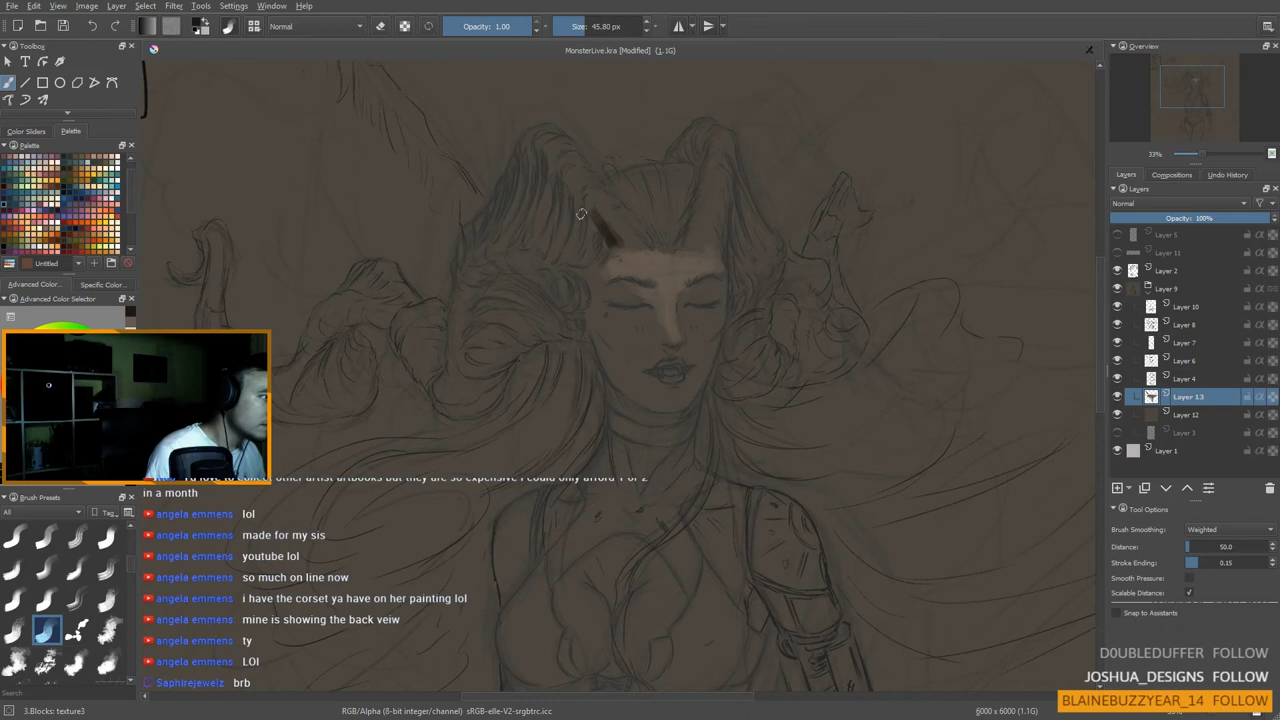 File Edit View Image Layer Select Filter Tools Settings Window Help
Normal
Opacity: 1.00
Size: 45.80 px
MonsterLive.kra [Modified] (1.1G)
Toolbox
Color Sliders Palette
Palette
Untitled
Advanced Color... Specific Color...
Advanced Color Selector
in a month
angela emmens lol
angela emmens made for my sis
angela emmens youtube lol
angela emmens so much on line now
angela emmens i have the corset ya have on her painting lol
angela emmens mine is showing the back veiw
angela emmens ty
angela emmens LOl
Saphirejewelz brb
Brush Presets
All
Tag
Search
3.Blocks: texture3
RGB/Alpha (8-bit integer/channel) sRGB-elle-V2-srgbtrc.icc
6000 x 6000 (1.1G)
Overview
33%
Layers Compositions Undo History
Layers
Normal
Opacity: 100%
Layer 5
Layer 11
Layer 2
Layer 9
Layer 10
Layer 8
Layer 7
Layer 6
Layer 4
Layer 13
Layer 12
Layer 3
Layer 1
Tool Options
Brush Smoothing: Weighted
Distance: 50.0
Stroke Ending: 0.15
Smooth Pressure:
Scalable Distance:
Snap to Assistants
D0UBLEDUFFER FOLLOW
JOSHUA_DESIGNS FOLLOW
BLAINEBUZZYEAR_14 FOLLOW